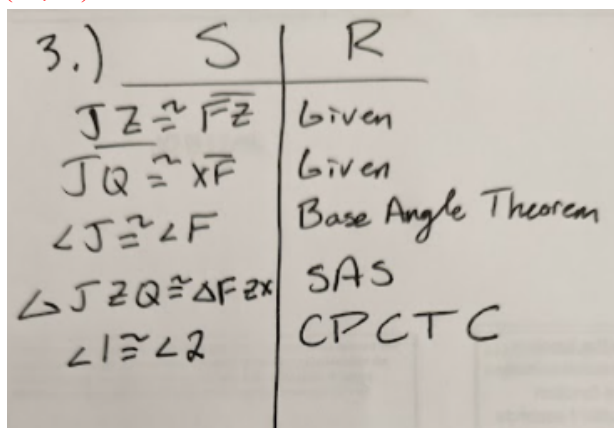 3.) S R
JZ ≅ FZ Given
JQ ≅ XF Given
∠J ≅ ∠F Base Angle Theorem
△JZQ ≅ △FZX SAS
∠1 ≅ ∠2 CPCTC